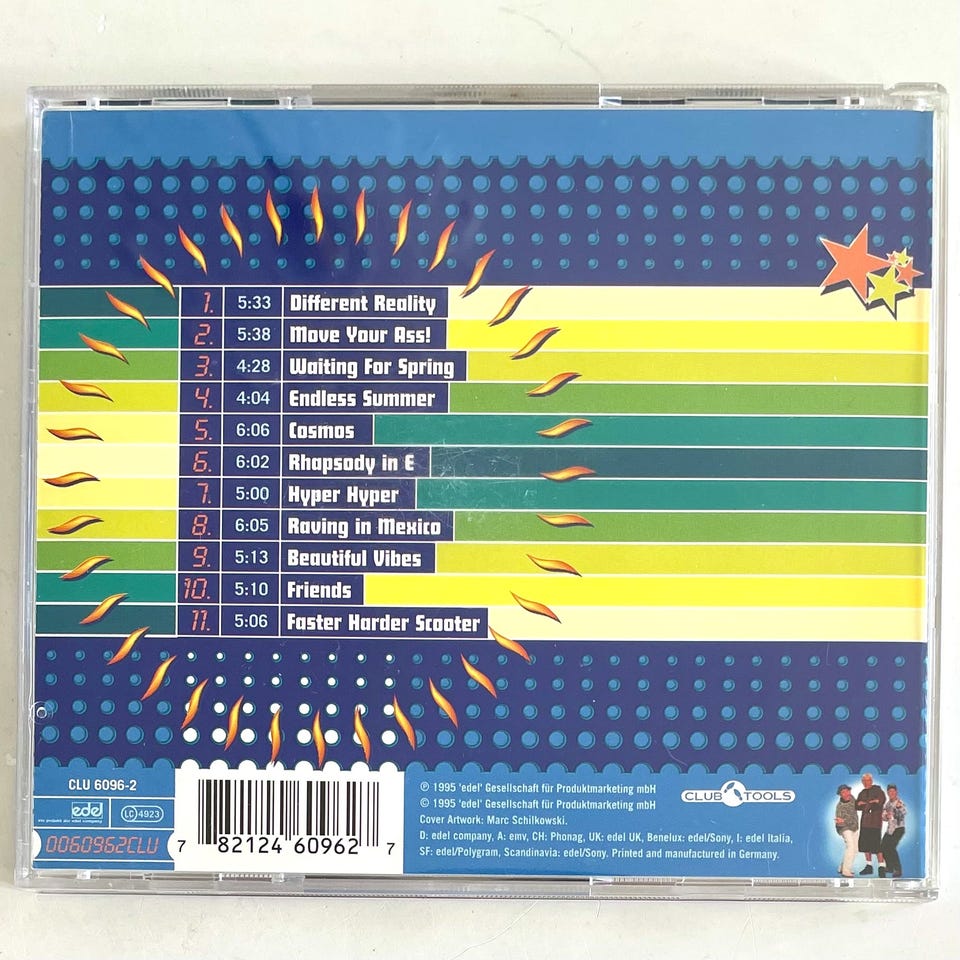 1. 5:33 Different Reality
2. 5:38 Move Your Ass!
3. 4:28 Waiting For Spring
4. 4:04 Endless Summer
5. 6:06 Cosmos
6. 6:02 Rhapsody in E
7. 5:00 Hyper Hyper
8. 6:05 Raving in Mexico
9. 5:13 Beautiful Vibes
10. 5:10 Friends
11. 5:06 Faster Harder Scooter
CLU 6096-2
edel
LC 4923
0060962CLU
7 82124 60962 7
℗ 1995 'edel' Gesellschaft für Produktmarketing mbH
© 1995 'edel' Gesellschaft für Produktmarketing mbH
Cover Artwork: Marc Schilkowski.
D: edel company, A: emv, CH: Phonag, UK: edel UK, Benelux: edel/Sony, I: edel Italia,
SF: edel/Polygram, Scandinavia: edel/Sony. Printed and manufactured in Germany.
CLUB TOOLS